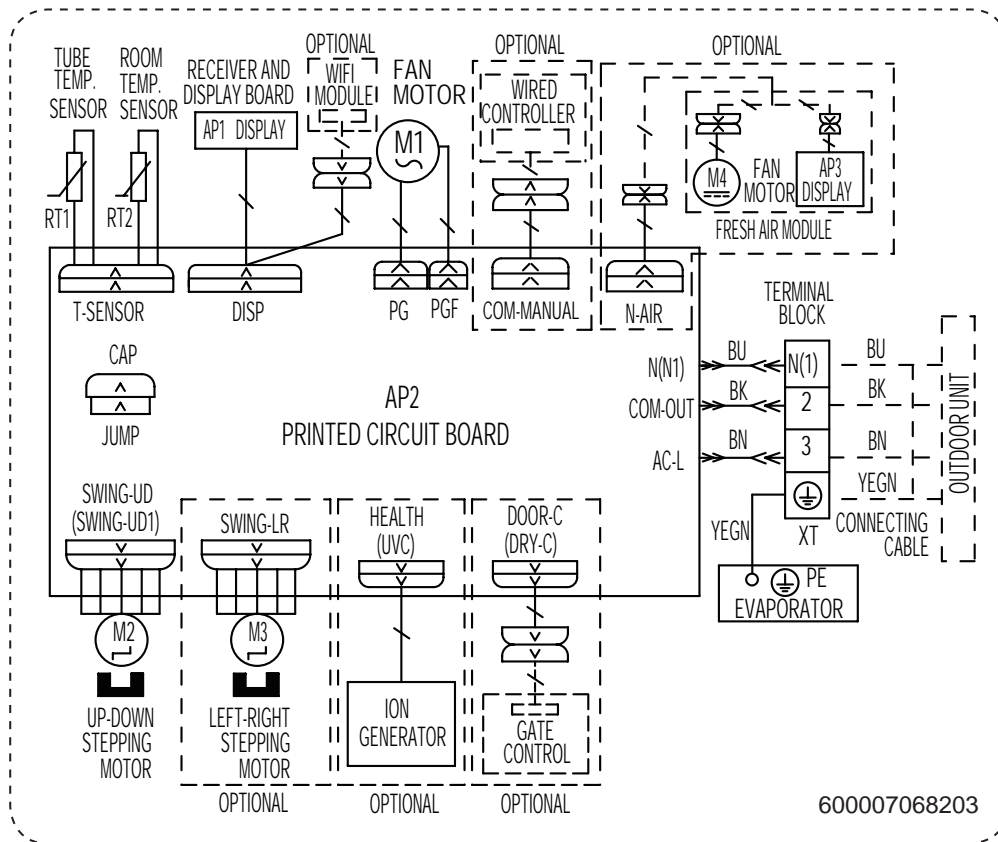 TUBE
TEMP.
SENSOR
ROOM
TEMP.
SENSOR
RECEIVER AND
DISPLAY BOARD
AP1 DISPLAY
OPTIONAL
WIFI
MODULE
FAN
MOTOR
M1
OPTIONAL
WIRED
CONTROLLER
OPTIONAL
M4
FAN
MOTOR
AP3
DISPLAY
FRESH AIR MODULE
RT1
RT2
T-SENSOR
DISP
PG
PGF
COM-MANUAL
N-AIR
TERMINAL
BLOCK
CAP
JUMP
AP2
PRINTED CIRCUIT BOARD
N(N1)
BU
N(1)
BU
COM-OUT
BK
2
BK
AC-L
BN
3
BN
YEGN
YEGN
XT
CONNECTING
CABLE
OUTDOOR UNIT
PE
EVAPORATOR
SWING-UD
(SWING-UD1)
SWING-LR
HEALTH
(UVC)
DOOR-C
(DRY-C)
M2
M3
UP-DOWN
STEPPING
MOTOR
LEFT-RIGHT
STEPPING
MOTOR
ION
GENERATOR
GATE
CONTROL
OPTIONAL
OPTIONAL
OPTIONAL
600007068203